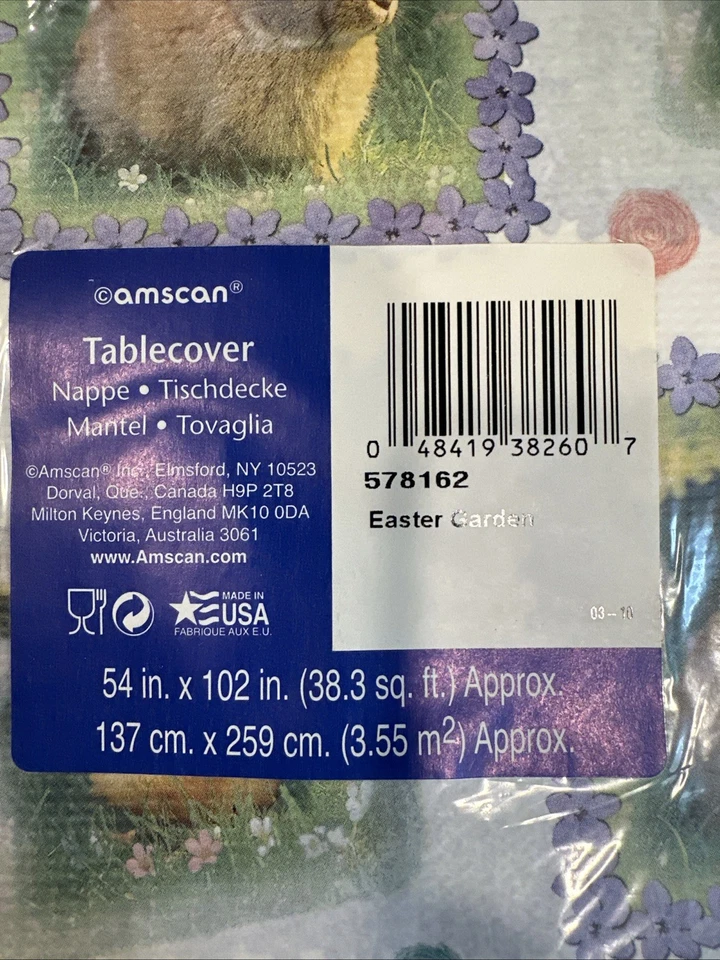 ©amscan®
Tablecover
Nappe • Tischdecke
Mantel • Tovaglia
©Amscan® Inc., Elmsford, NY 10523
Dorval, Que., Canada H9P 2T8
Milton Keynes, England MK10 0DA
Victoria, Australia 3061
www.Amscan.com
MADE IN
USA
FABRIQUE AUX E.U.
0 48419 38260 7
578162
Easter Garden
03-10
54 in. x 102 in. (38.3 sq. ft.) Approx.
137 cm. x 259 cm. (3.55 m²) Approx.